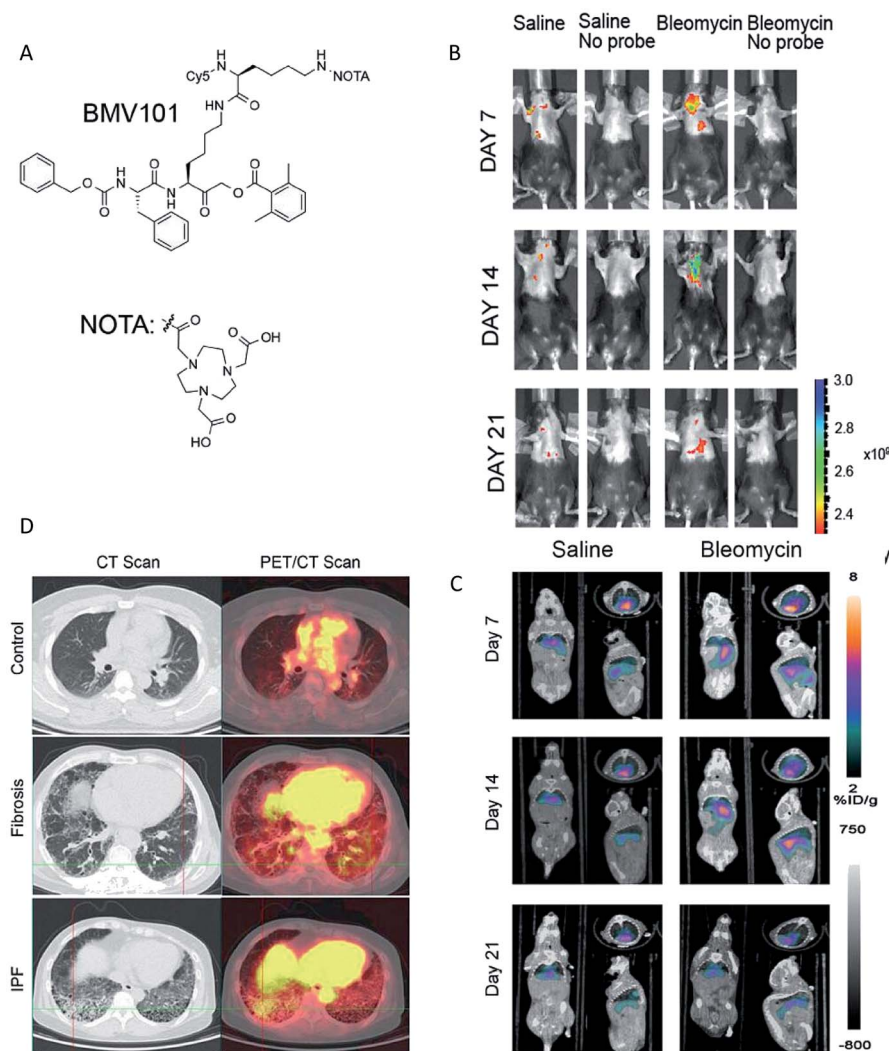 A
BMV101
H
N
Cy5
H
N
NOTA
O
HN
O
O
H
N
O
N
H
O
O
O
NOTA:
O
OH
O
N
N
N
O
HO
B
Saline
Saline
No probe
Bleomycin
Bleomycin
No probe
DAY 7
DAY 14
DAY 21
3.0
2.8
2.6
2.4
D
CT Scan
PET/CT Scan
Control
Fibrosis
IPF
C
Saline
Bleomycin
Day 7
Day 14
Day 21
8
2
%ID/g
750
-800